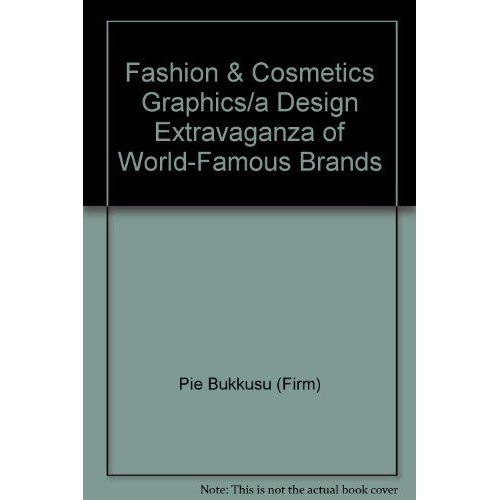 Fashion & Cosmetics
Graphics/a Design
Extravaganza of
World-Famous Brands
Pie Bukkusu (Firm)
Note: This is not the actual book cover